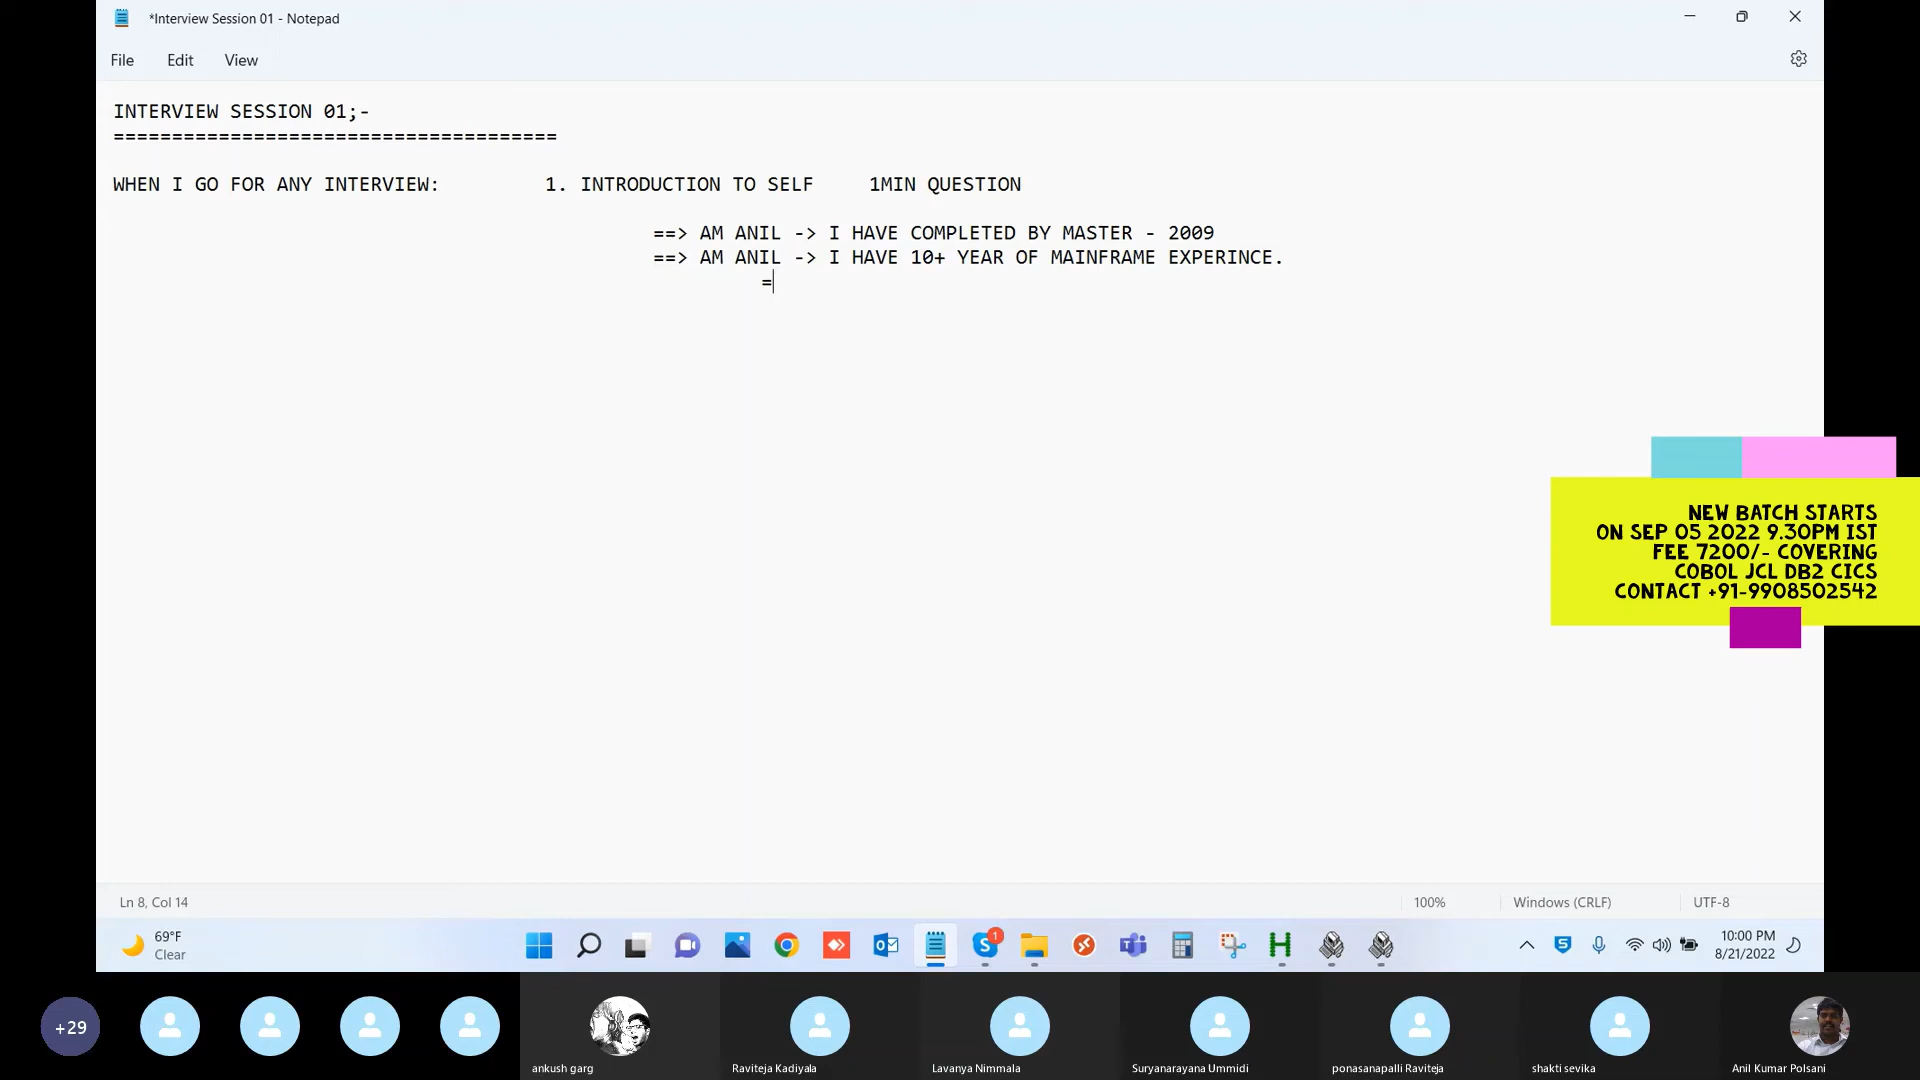 *Interview Session 01 - Notepad
File Edit View
INTERVIEW SESSION 01;-
======================================
WHEN I GO FOR ANY INTERVIEW: 1. INTRODUCTION TO SELF 1MIN QUESTION
==> AM ANIL -> I HAVE COMPLETED BY MASTER - 2009
==> AM ANIL -> I HAVE 10+ YEAR OF MAINFRAME EXPERINCE.
=
NEW BATCH STARTS
ON SEP 05 2022 9.30PM IST
FEE 7200/- COVERING
COBOL JCL DB2 CICS
CONTACT +91-9908502542
Ln 8, Col 14 100% Windows (CRLF) UTF-8
69°F
Clear
1
10:00 PM
8/21/2022
+29
ankush garg Raviteja Kadiyala Lavanya Nimmala Suryanarayana Ummidi ponasanapalli Raviteja shakti sevika Anil Kumar Polsani